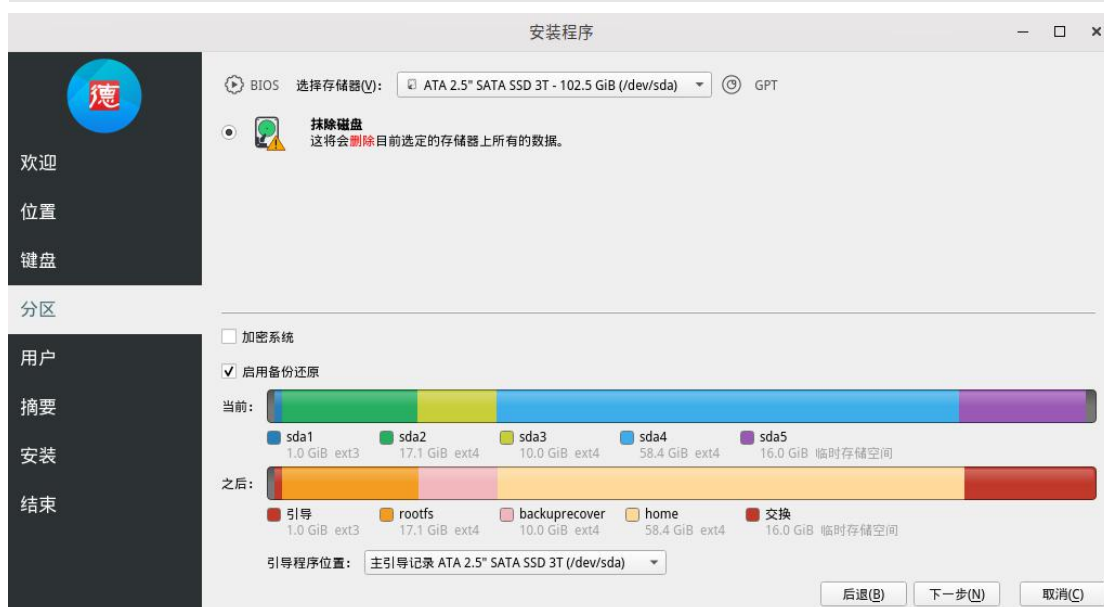 安装程序
德
BIOS 选择存储器(V): ATA 2.5" SATA SSD 3T - 102.5 GiB (/dev/sda) GPT
抹除磁盘
这将会删除目前选定的存储器上所有的数据。
欢迎
位置
键盘
分区
用户
摘要
安装
结束
加密系统
启用备份还原
当前:
sda1 sda2 sda3 sda4 sda5
1.0 GiB ext3 17.1 GiB ext4 10.0 GiB ext4 58.4 GiB ext4 16.0 GiB 临时存储空间
之后:
引导 rootfs backuprecover home 交换
1.0 GiB ext3 17.1 GiB ext4 10.0 GiB ext4 58.4 GiB ext4 16.0 GiB 临时存储空间
引导程序位置: 主引导记录 ATA 2.5" SATA SSD 3T (/dev/sda)
后退(B) 下一步(N) 取消(C)